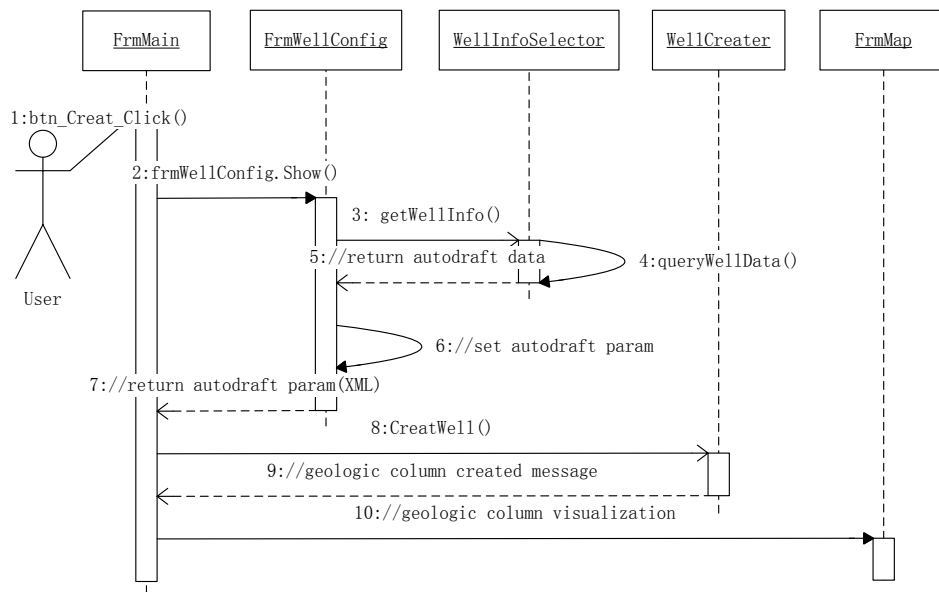 FrmMain
FrmWellConfig
WellInfoSelector
WellCreater
FrmMap
1:btn_Creat_Click()
2:frmWellConfig.Show()
3: getWellInfo()
5://return autodraft data
4:queryWellData()
User
6://set autodraft param
7://return autodraft param(XML)
8:CreatWell()
9://geologic column created message
10://geologic column visualization